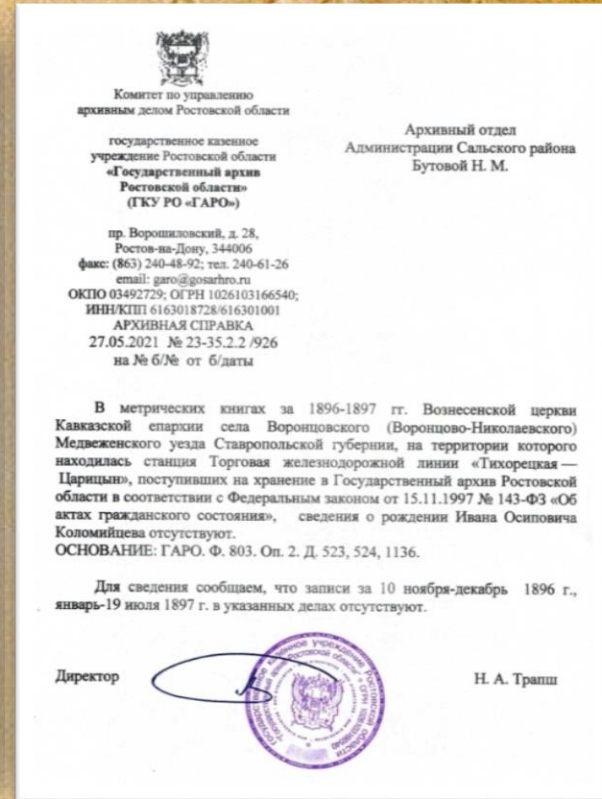 Комитет по управлению
архивным делом Ростовской области
государственное казенное
учреждение Ростовской области
«Государственный архив
Ростовской области»
(ГКУ РО «ГАРО»)
пр. Ворошиловский, д. 28,
Ростов-на-Дону, 344006
факс: (863) 240-48-92; тел. 240-61-26
email: garo@gosarhro.ru
ОКПО 03492729; ОГРН 1026103166540;
ИНН/КПП 6163018728/616301001
АРХИВНАЯ СПРАВКА
27.05.2021 № 23-35.2.2 /926
на № б/№ от б/даты
Архивный отдел
Администрации Сальского района
Бутовой Н. М.
В метрических книгах за 1896-1897 гг. Вознесенской церкви
Кавказской епархии села Воронцовского (Воронцово-Николаевского)
Медвеженского уезда Ставропольской губернии, на территории которого
находилась станция Торговая железнодорожной линии «Тихорецкая —
Царицын», поступивших на хранение в Государственный архив Ростовской
области в соответствии с Федеральным законом от 15.11.1997 № 143-ФЗ «Об
актах гражданского состояния», сведения о рождении Ивана Осиповича
Коломийцева отсутствуют.
ОСНОВАНИЕ: ГАРО. Ф. 803. Оп. 2. Д. 523, 524, 1136.
Для сведения сообщаем, что записи за 10 ноября-декабрь 1896 г.,
январь-19 июля 1897 г. в указанных делах отсутствуют.
Директор
Н. А. Трапш